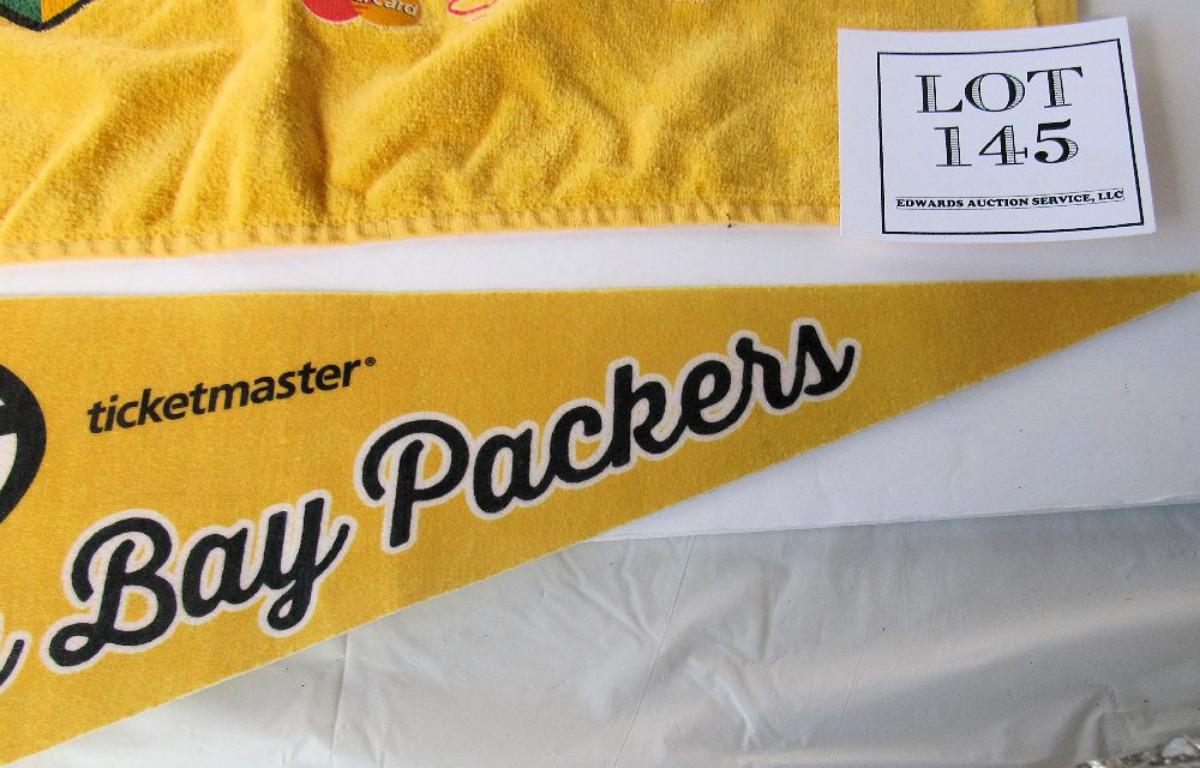 LOT
145
EDWARDS AUCTION SERVICE, LLC
ticketmaster®
Bay Packers